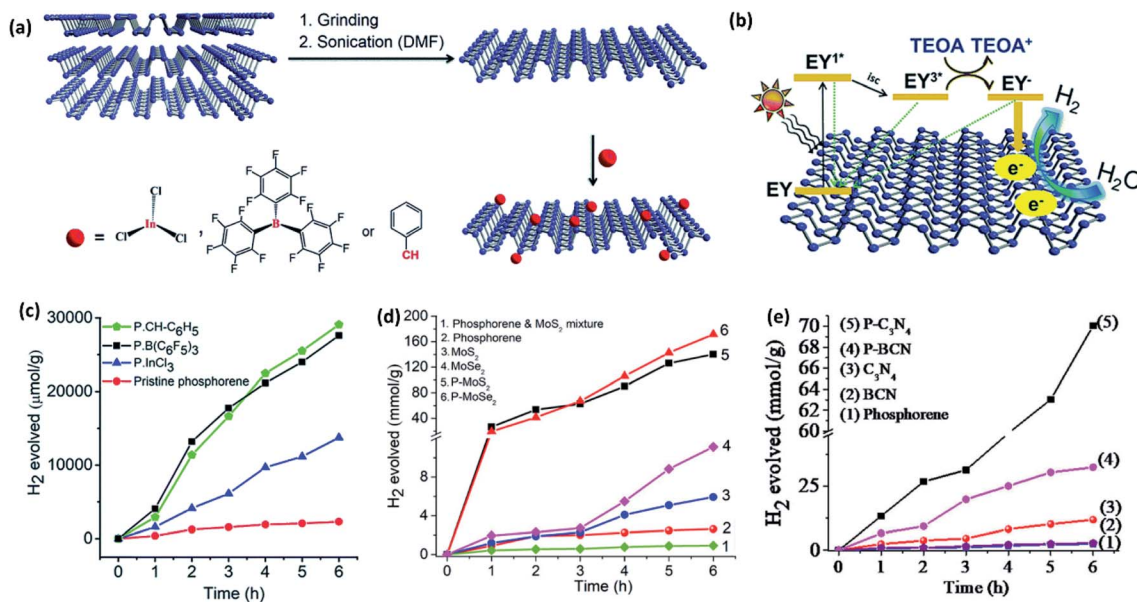 (a)
1. Grinding
2. Sonication (DMF)
= Cl In Cl Cl , F F F F F F F F F F F F F F F B or CH
(b)
TEOA TEOA+
EY1* isc EY3* EY-
H2
EY
e-
H2O
e-
(c)
30000
20000
10000
0
H2 evolved (μmol/g)
P.CH-C6H5
P.B(C6F5)3
P.InCl3
Pristine phosphorene
0 1 2 3 4 5 6
Time (h)
(d)
200
160
120
80
40
8
4
0
H2 evolved (mmol/g)
1. Phosphorene & MoS2 mixture
2. Phosphorene
3. MoS2
4. MoSe2
5. P-MoS2
6. P-MoSe2
6
5
4
3
2
1
0 1 2 3 4 5 6
Time (h)
(e)
70
68
66
64
62
60
25
0
H2 evolved (mmol/g)
(5) P-C3N4
(4) P-BCN
(3) C3N4
(2) BCN
(1) Phosphorene
(5)
(4)
(3)
(2)
(1)
0 1 2 3 4 5 6
Time (h)